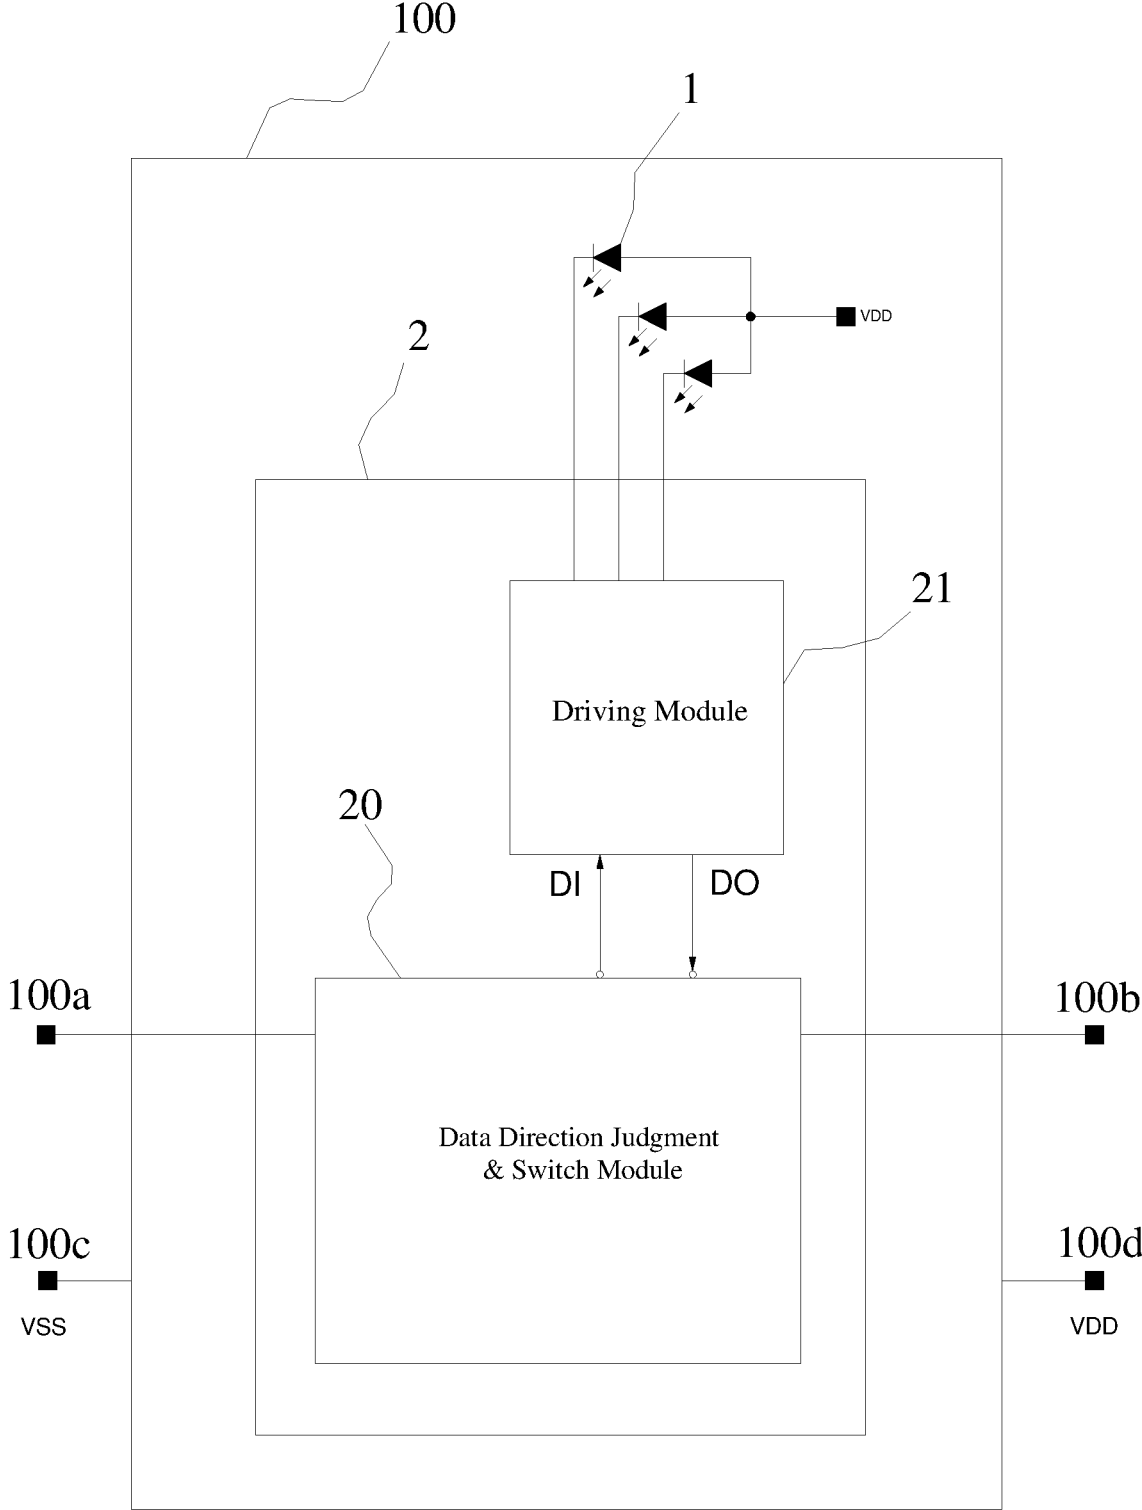 100
1
VDD
2
21
Driving Module
20
DI
DO
100a
100b
Data Direction Judgment
& Switch Module
100c
100d
VSS
VDD